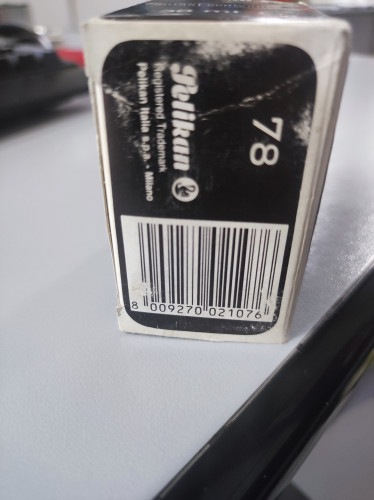 78
Pelikan
Registered Trademark
Pelikan Italia s.p.a. - Milano
8 009270 021076